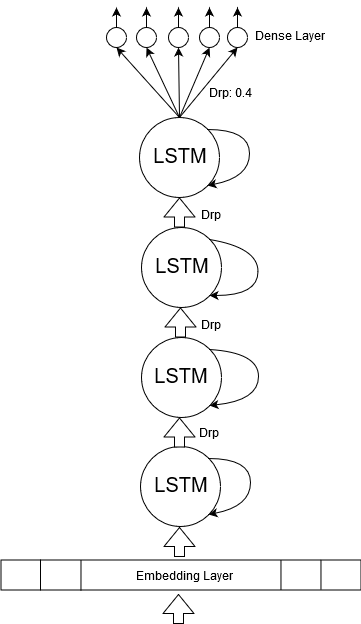 Dense Layer
Drp: 0.4
LSTM
Drp
LSTM
Drp
LSTM
Drp
LSTM
Embedding Layer